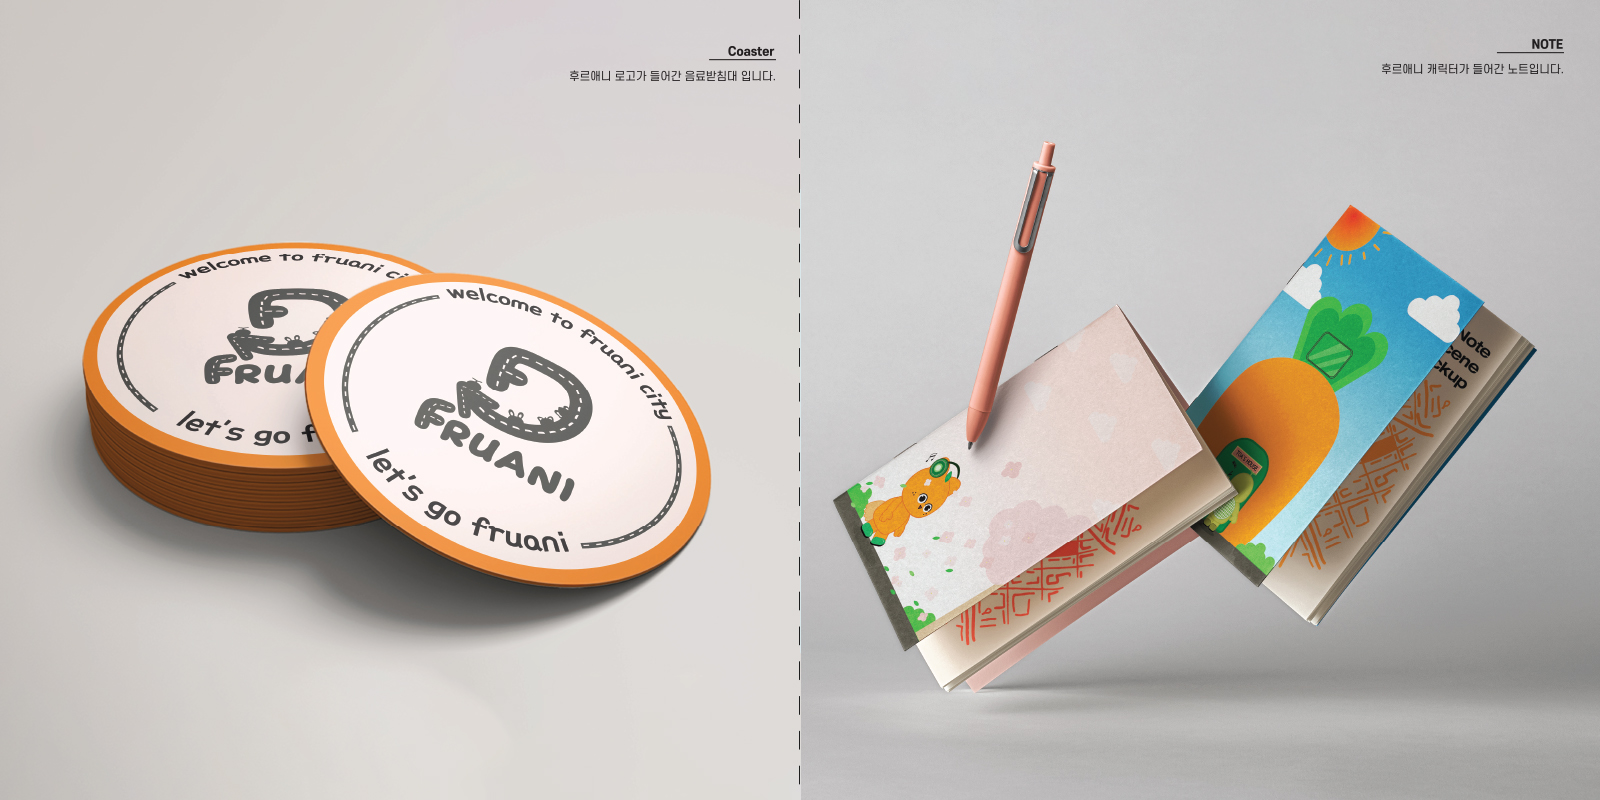 Coaster
후르애니 로고가 들어간 음료받침대 입니다.
welcome to fruani ci
F
FRUA
let's go f
welcome to fruani city
F
FRUANI
let's go fruani
NOTE
후르애니 캐릭터가 들어간 노트입니다.
Note
cene
ckup